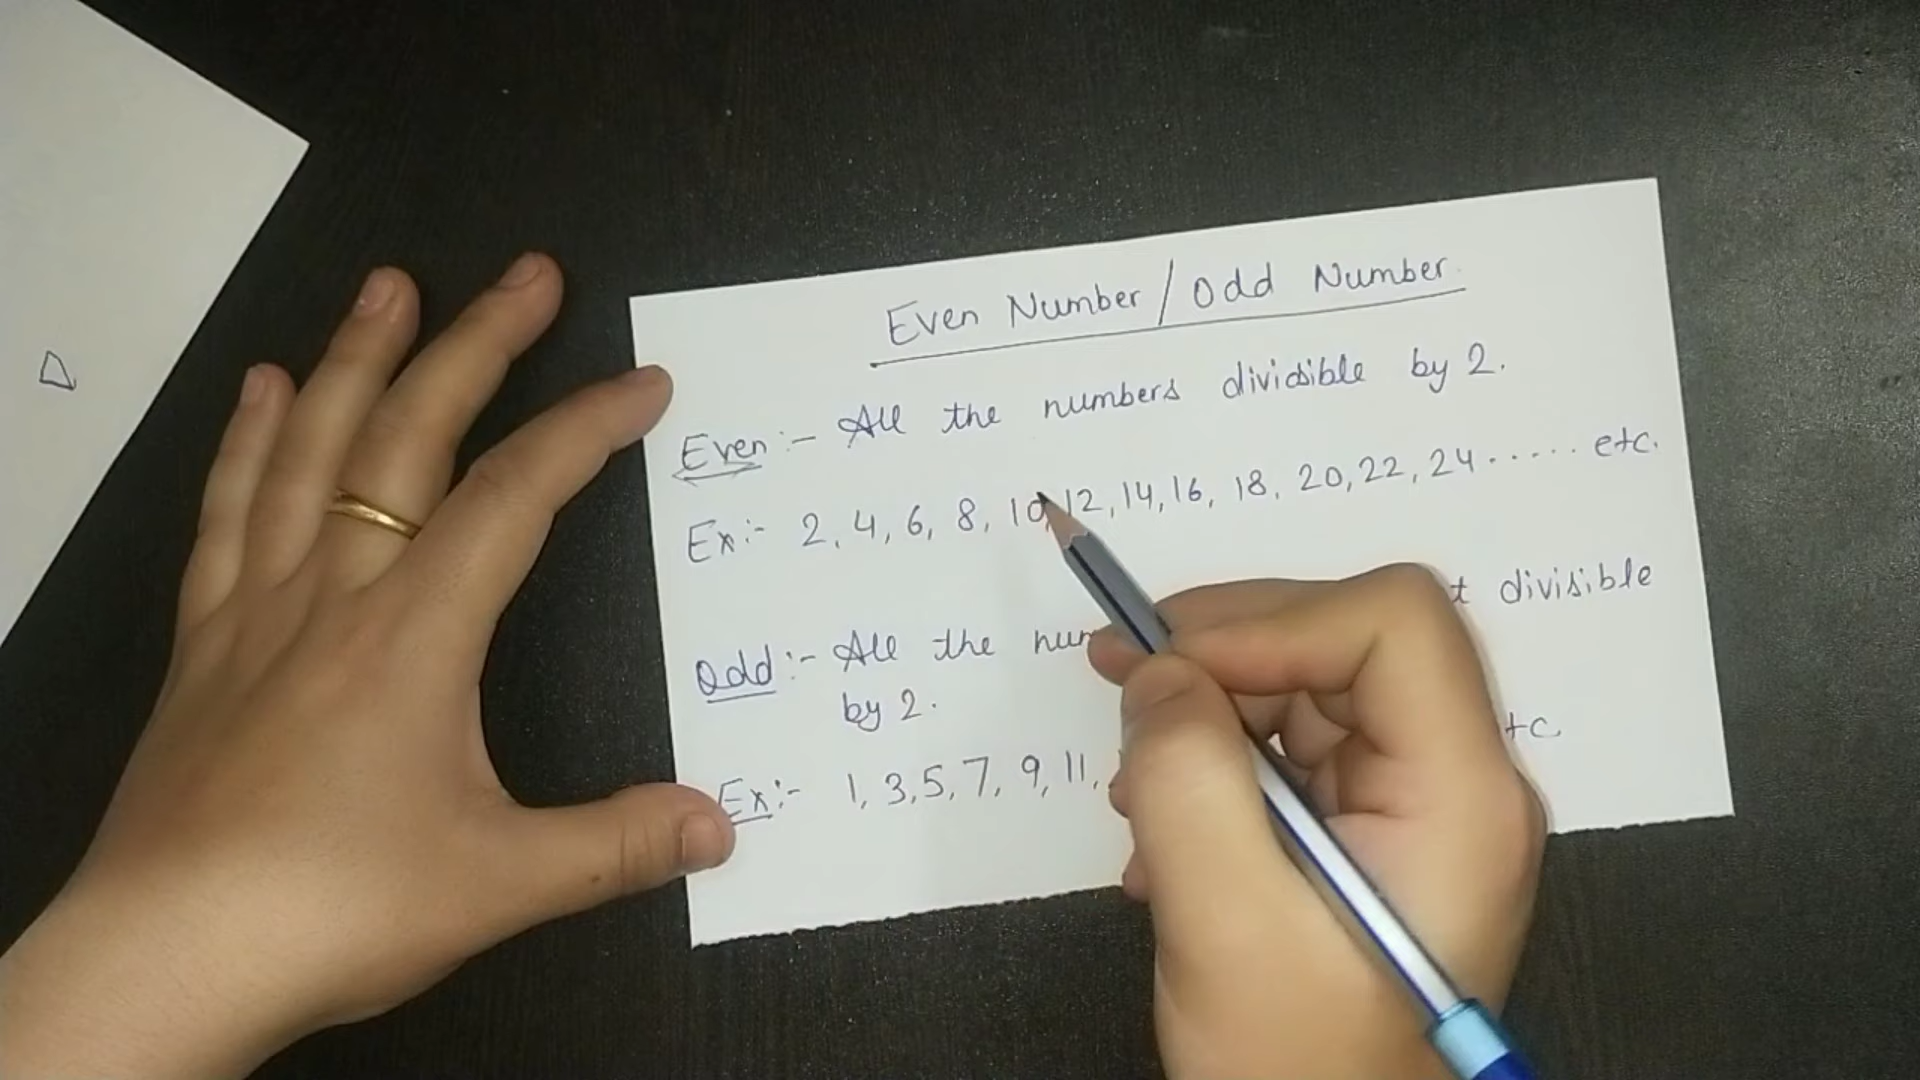 Even Number / Odd Number.
Even :- All the numbers divisible by 2.
Ex :- 2, 4, 6, 8, 10, 12, 14, 16, 18, 20, 22, 24 ..... etc.
Odd :- All the divisible
by 2.
Ex :- 1, 3, 5, 7, 9, 11,